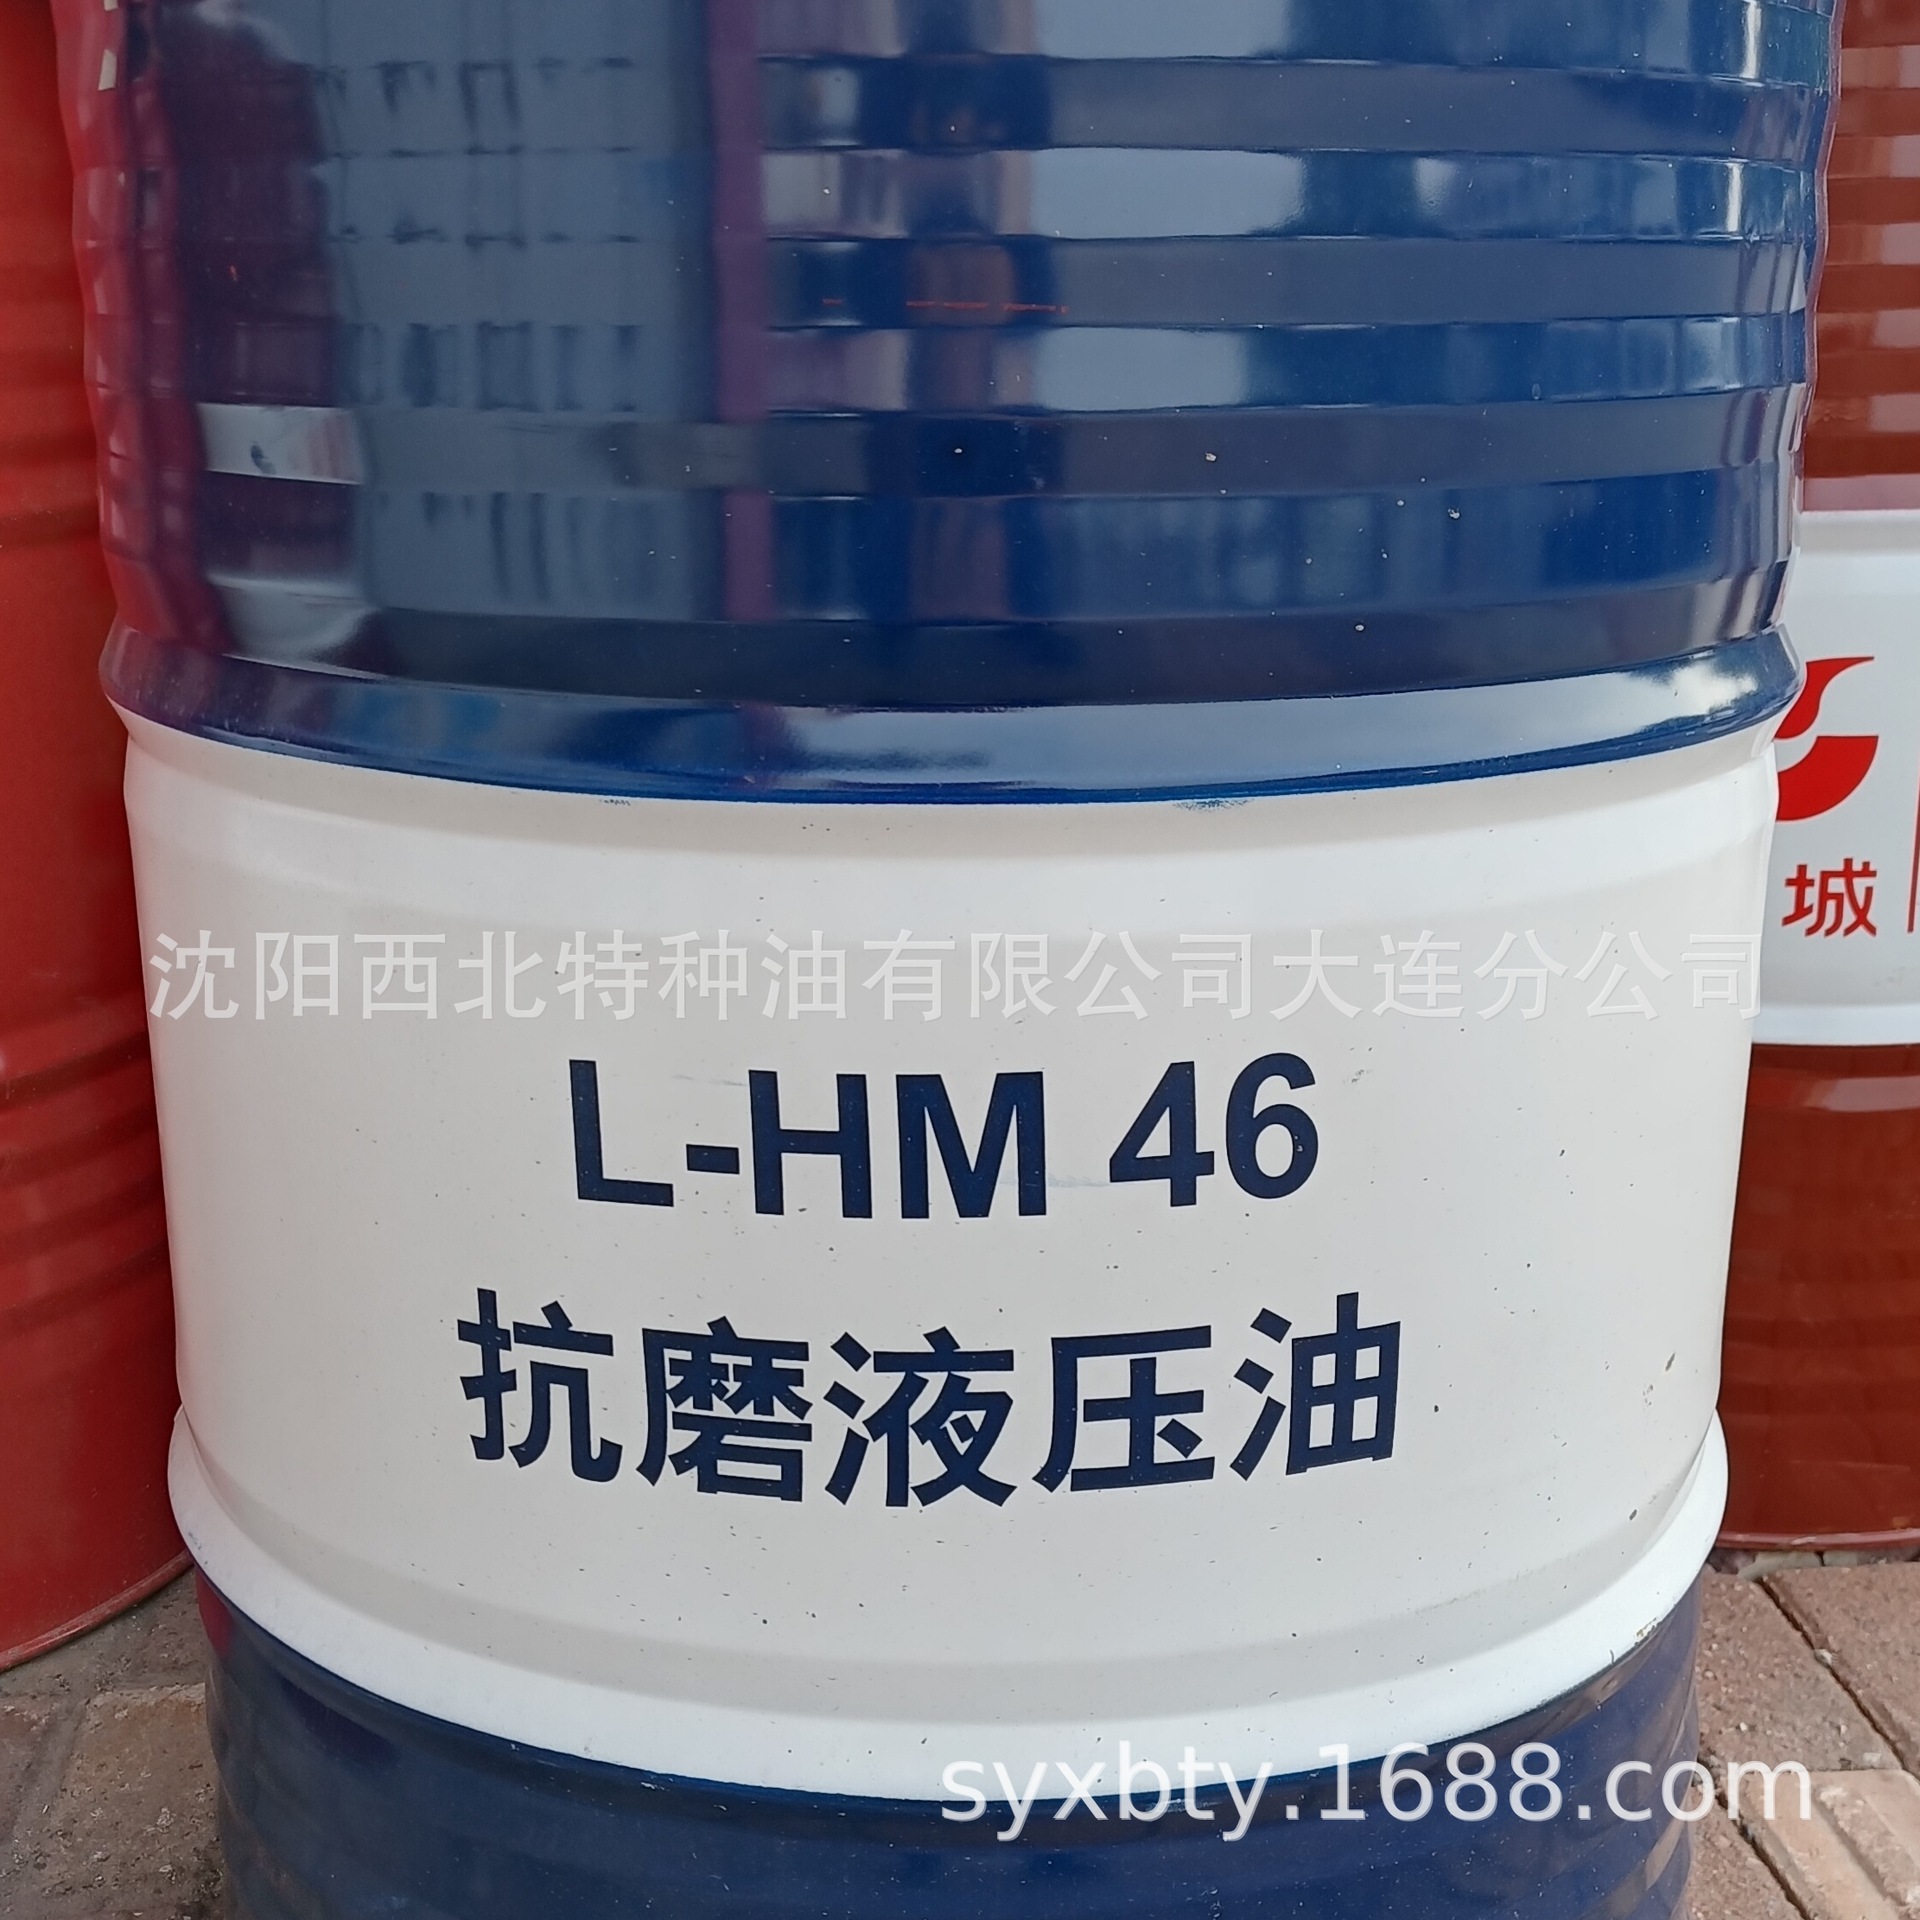 城
沈阳西北特种油有限公司大连分公司
L-HM 46
抗磨液压油
syxbty.1688.com